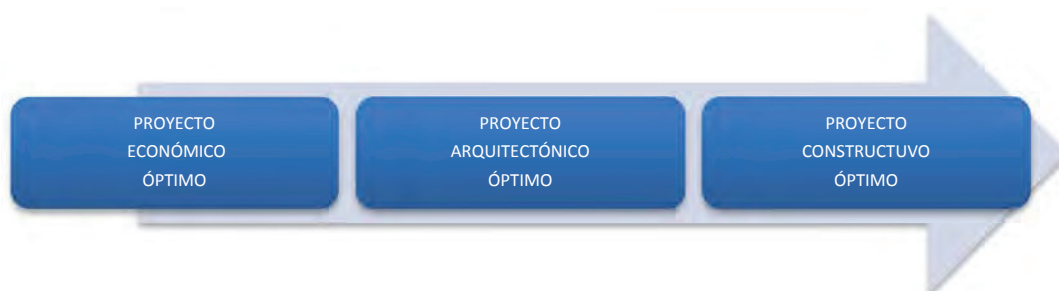 PROYECTO
ECONÓMICO
ÓPTIMO
PROYECTO
ARQUITECTÓNICO
ÓPTIMO
PROYECTO
CONSTRUCTUVO
ÓPTIMO